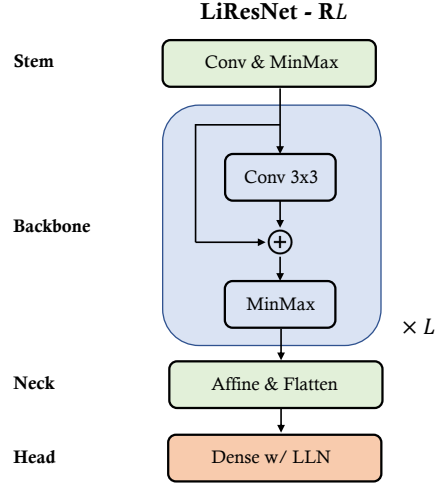 LiResNet - RL
Stem
Conv & MinMax
Backbone
Conv 3x3
+
MinMax
× L
Neck
Affine & Flatten
Head
Dense w/ LLN